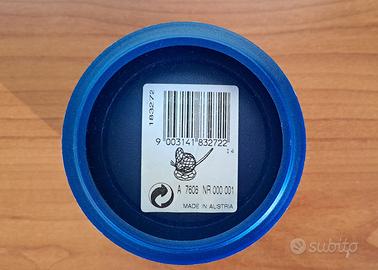 183272
9 003141 832722
14
A 7606 NR 000 001
MADE IN AUSTRIA
subito